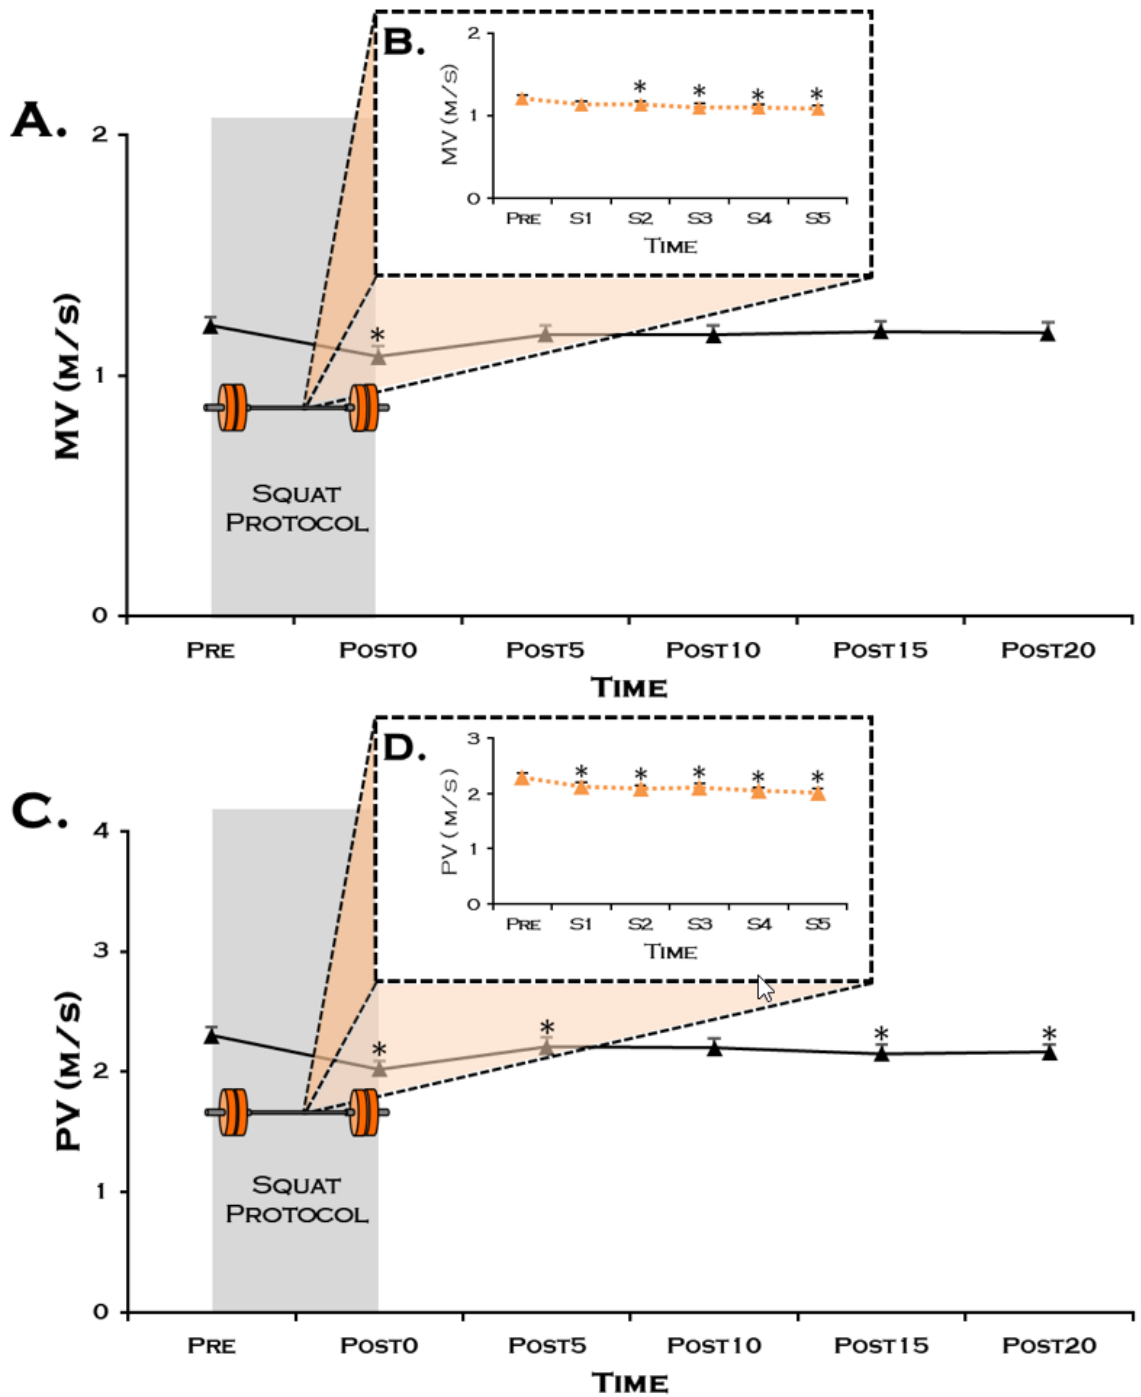 B.
2
1
0
MV (M/S)
* * * *
PRE S1 S2 S3 S4 S5
TIME
A.
2
1
0
MV (M/S)
*
SQUAT
PROTOCOL
PRE POST0 POST5 POST10 POST15 POST20
TIME
D.
3
2
1
0
PV (M/S)
* * * * *
PRE S1 S2 S3 S4 S5
TIME
C.
4
3
2
1
0
PV (M/S)
* * * *
SQUAT
PROTOCOL
PRE POST0 POST5 POST10 POST15 POST20
TIME